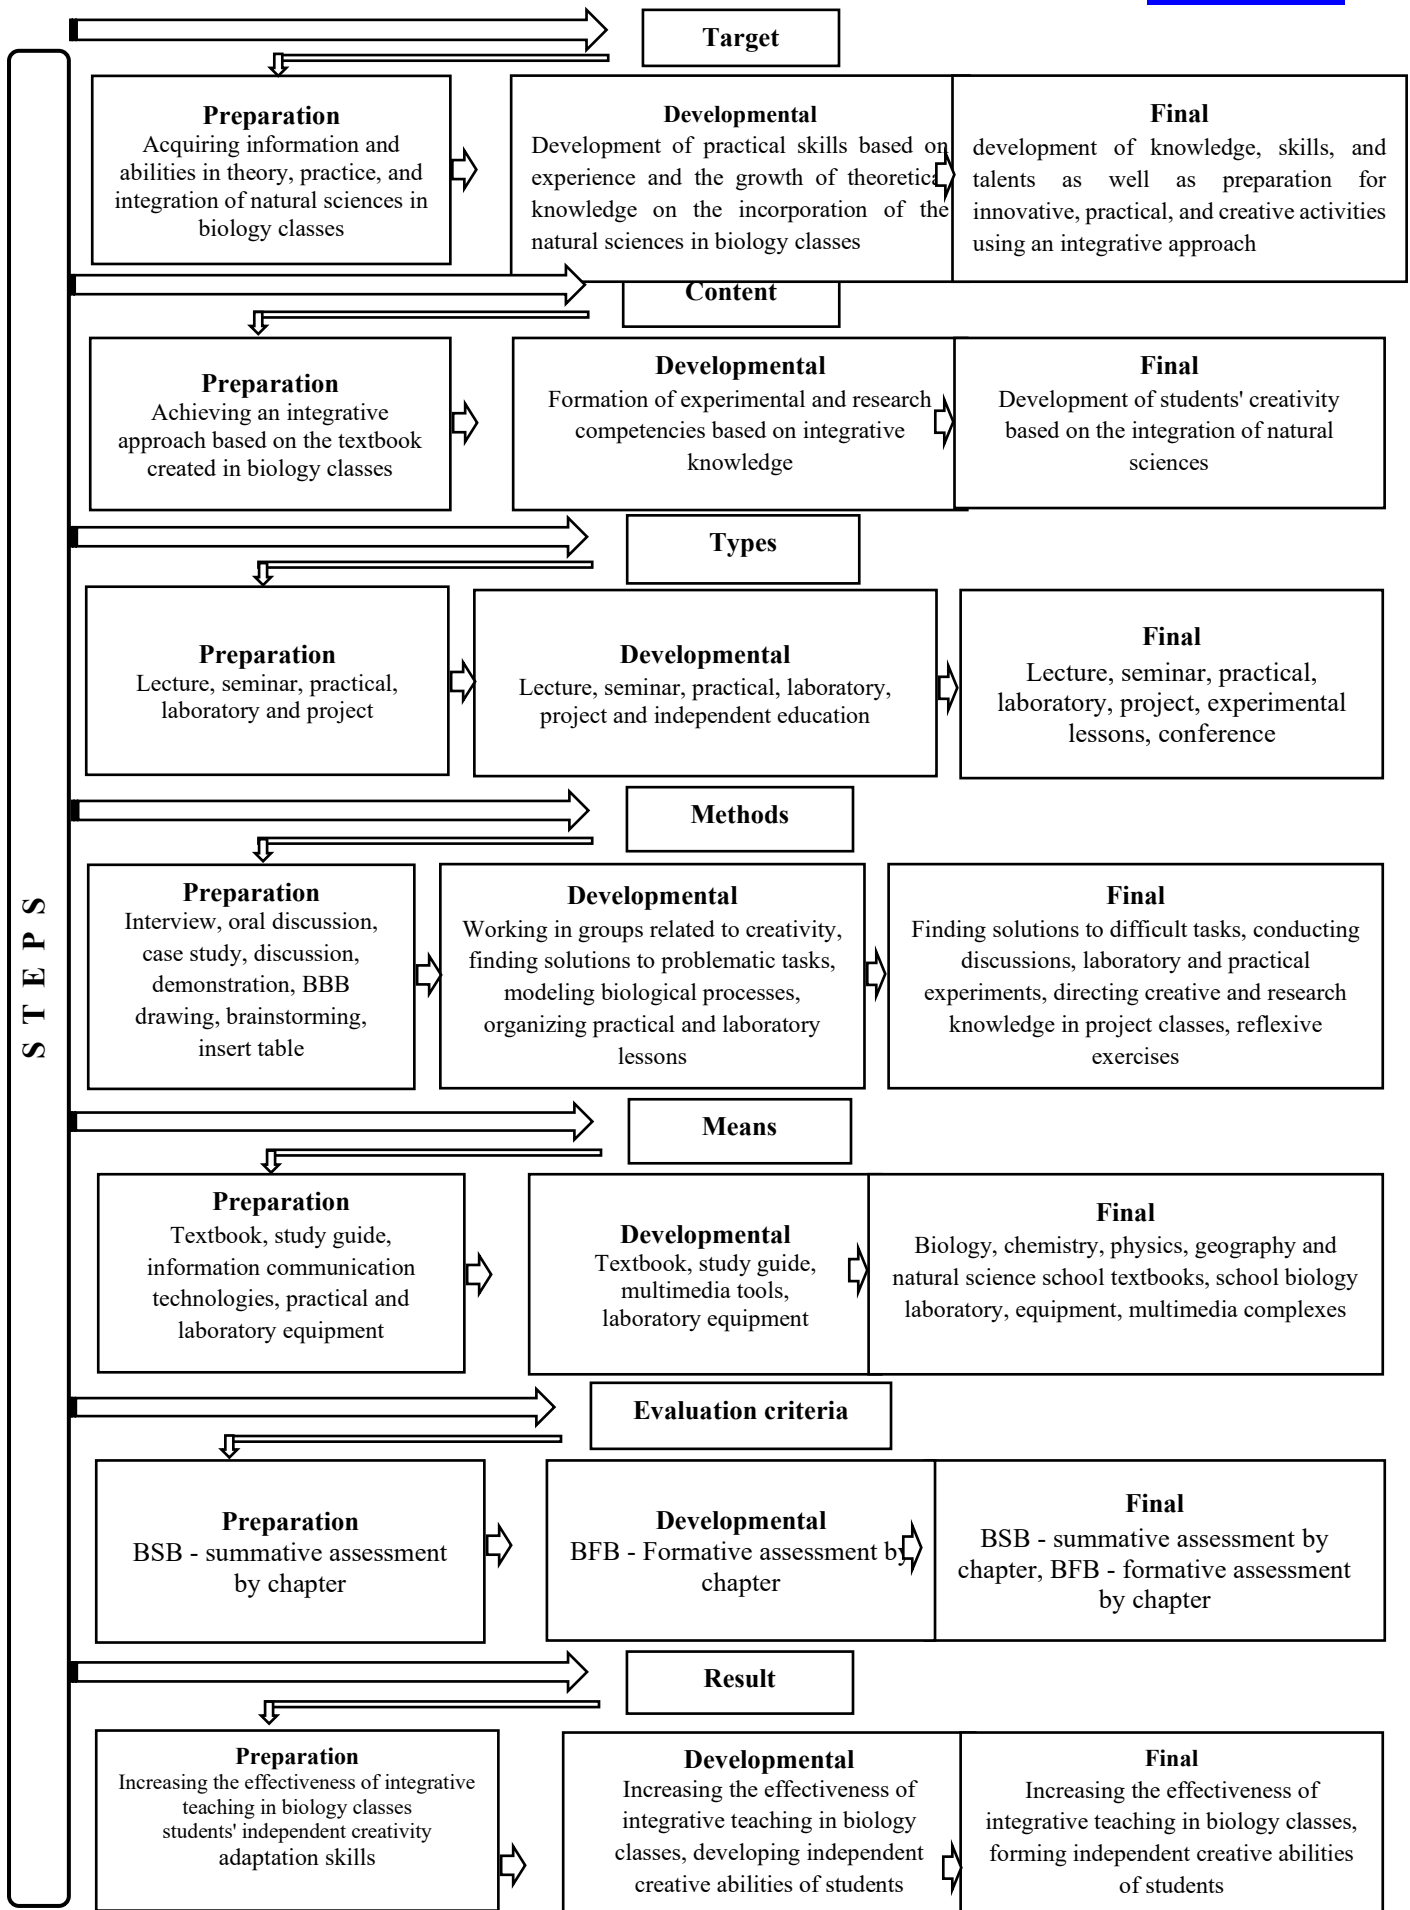 Target
Preparation
Acquiring information and
abilities in theory, practice, and
integration of natural sciences in
biology classes
Developmental
Development of practical skills based on
experience and the growth of theoretical
knowledge on the incorporation of the
natural sciences in biology classes
Final
development of knowledge, skills, and
talents as well as preparation for
innovative, practical, and creative activities
using an integrative approach
Content
Preparation
Achieving an integrative
approach based on the textbook
created in biology classes
Developmental
Formation of experimental and research
competencies based on integrative
knowledge
Final
Development of students' creativity
based on the integration of natural
sciences
Types
Preparation
Lecture, seminar, practical,
laboratory and project
Developmental
Lecture, seminar, practical, laboratory,
project and independent education
Final
Lecture, seminar, practical,
laboratory, project, experimental
lessons, conference
Methods
STEPS
Preparation
Interview, oral discussion,
case study, discussion,
demonstration, BBB
drawing, brainstorming,
insert table
Developmental
Working in groups related to creativity,
finding solutions to problematic tasks,
modeling biological processes,
organizing practical and laboratory
lessons
Final
Finding solutions to difficult tasks, conducting
discussions, laboratory and practical
experiments, directing creative and research
knowledge in project classes, reflexive
exercises
Means
Preparation
Textbook, study guide,
information communication
technologies, practical and
laboratory equipment
Developmental
Textbook, study guide,
multimedia tools,
laboratory equipment
Final
Biology, chemistry, physics, geography and
natural science school textbooks, school biology
laboratory, equipment, multimedia complexes
Evaluation criteria
Preparation
BSB - summative assessment
by chapter
Developmental
BFB - Formative assessment by
chapter
Final
BSB - summative assessment by
chapter, BFB - formative assessment
by chapter
Result
Preparation
Increasing the effectiveness of integrative
teaching in biology classes
students' independent creativity
adaptation skills
Developmental
Increasing the effectiveness of
integrative teaching in biology
classes, developing independent
creative abilities of students
Final
Increasing the effectiveness of
integrative teaching in biology classes,
forming independent creative abilities
of students